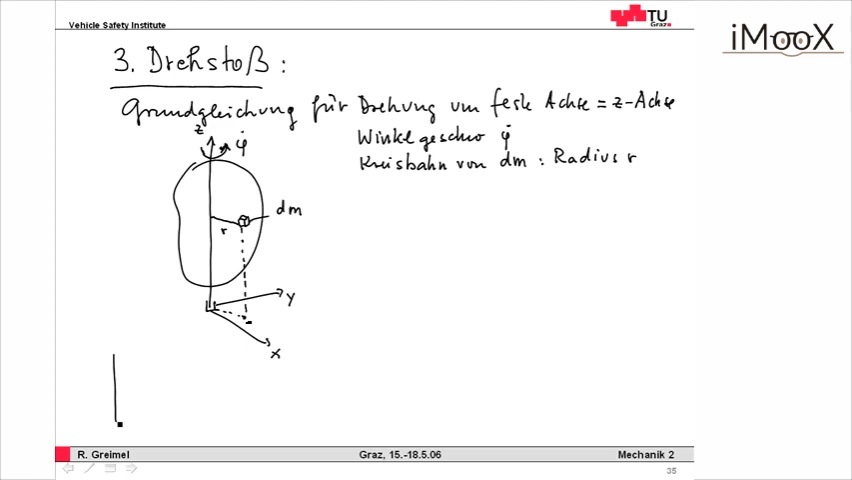 Vehicle Safety Institute
TU
Graz
iMooX
3. Drehstoß :
Grundgleichung für Drehung um feste Achse = z-Achse
Winkelgeschw φ̇
Kreisbahn von dm : Radius r
z
φ̇
dm
r
y
x
R. Greimel
Graz, 15.-18.5.06
Mechanik 2
35